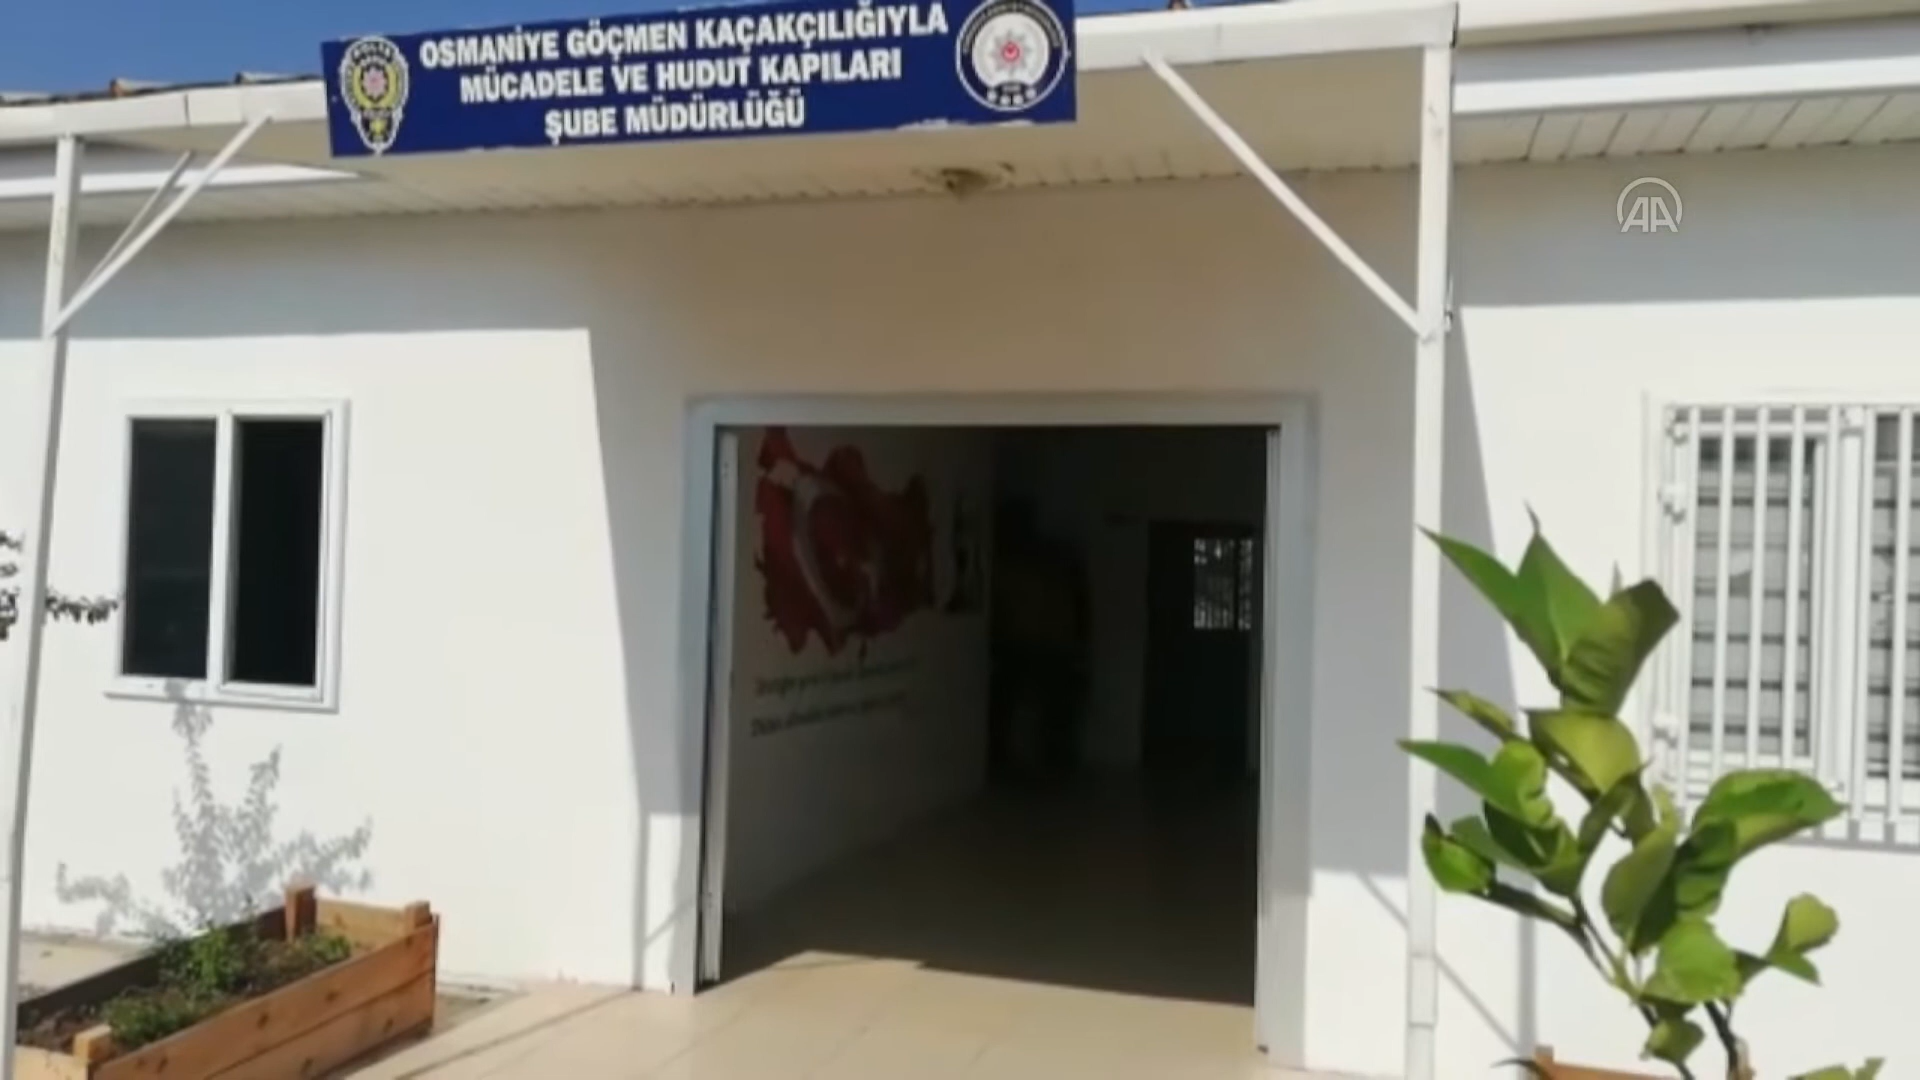 OSMANİYE GÖÇMEN KAÇAKÇILIĞIYLA
MÜCADELE VE HUDUT KAPILARI
ŞUBE MÜDÜRLÜĞÜ
AA